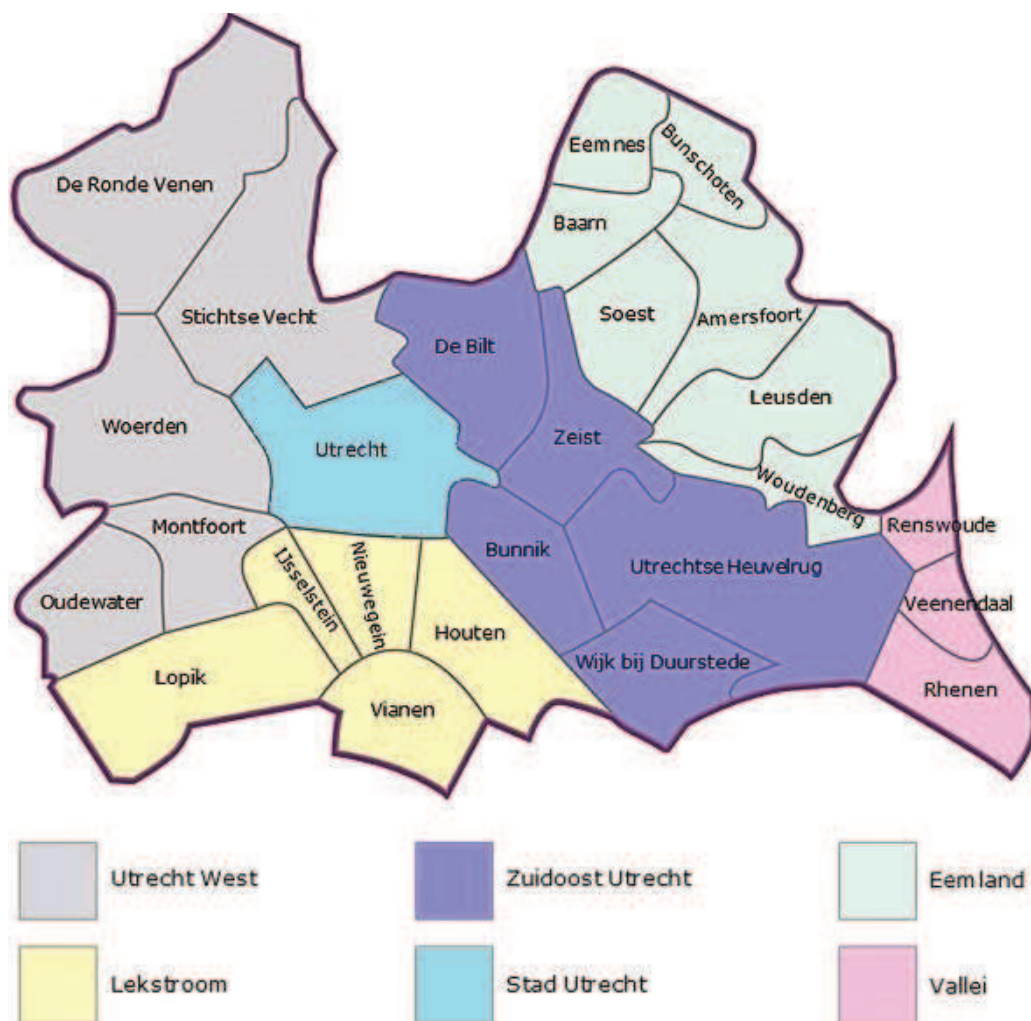 Eemnes
Bunschoten
De Ronde Venen
Baarn
Stichtse Vecht
Soest
Amersfoort
De Bilt
Leusden
Woerden
Zeist
Utrecht
Woudenberg
Montfoort
Renswoude
IJsselstein
Nieuwegein
Bunnik
Utrechtse Heuvelrug
Oudewater
Veenendaal
Houten
Lopik
Wijk bij Duurstede
Rhenen
Vianen
Utrecht West
Zuidoost Utrecht
Eemland
Lekstroom
Stad Utrecht
Vallei